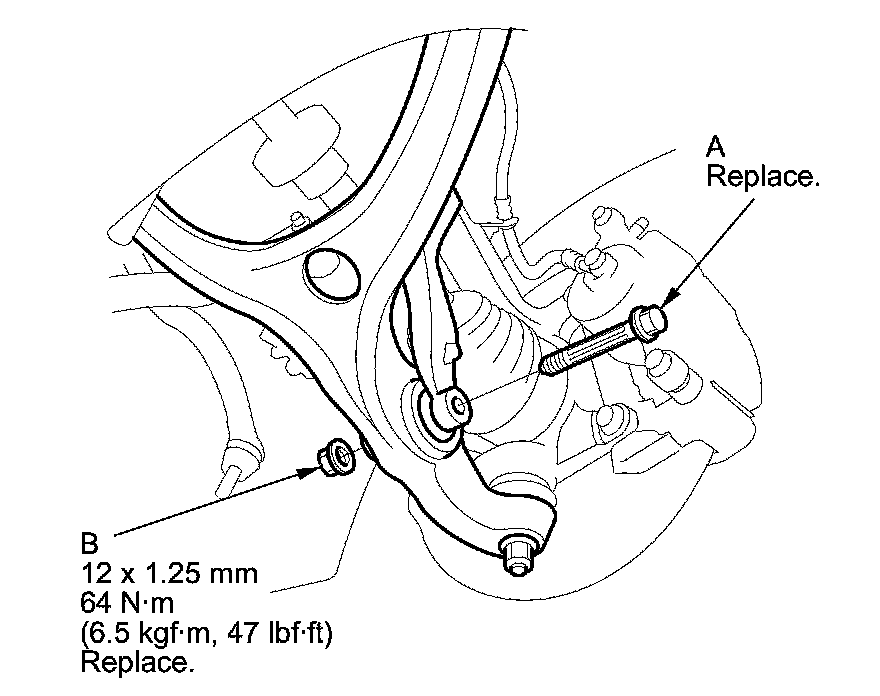 A
Replace.
B
12 x 1.25 mm
64 N·m
(6.5 kgf·m, 47 lbf·ft)
Replace.